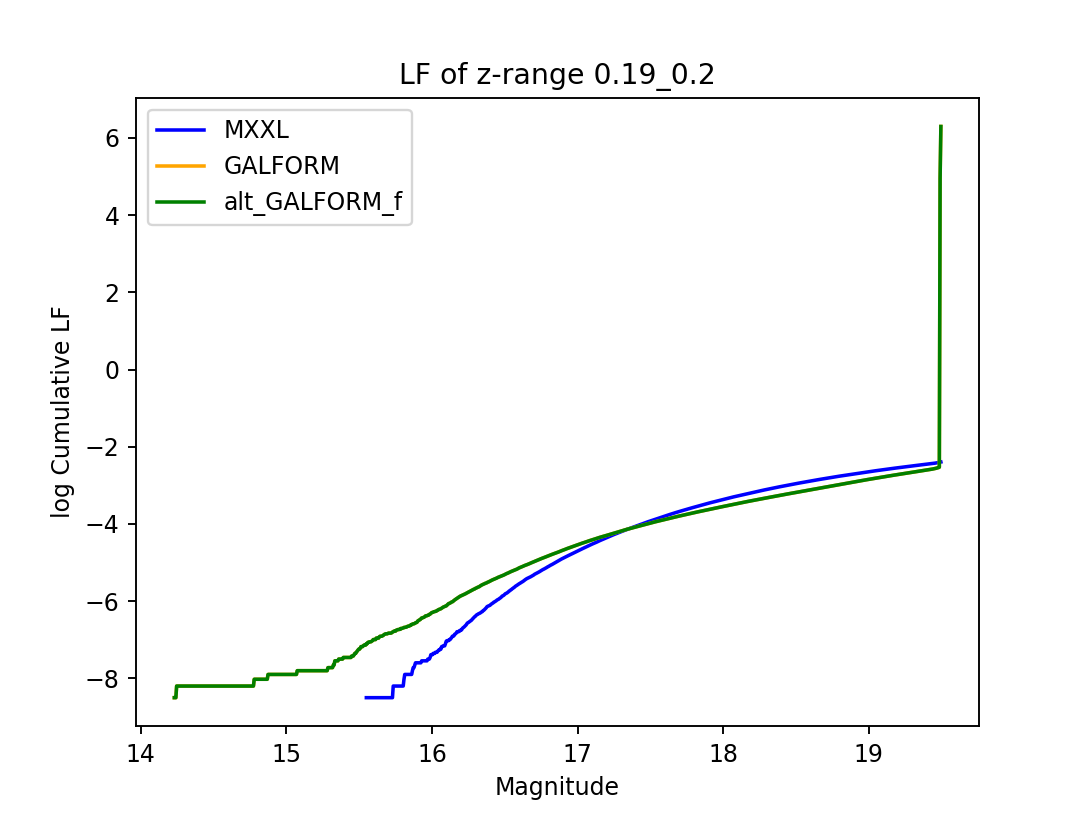 LF of z-range 0.19_0.2
MXXL
GALFORM
alt_GALFORM_f
6
4
2
0
−2
−4
−6
−8
log Cumulative LF
14 15 16 17 18 19
Magnitude